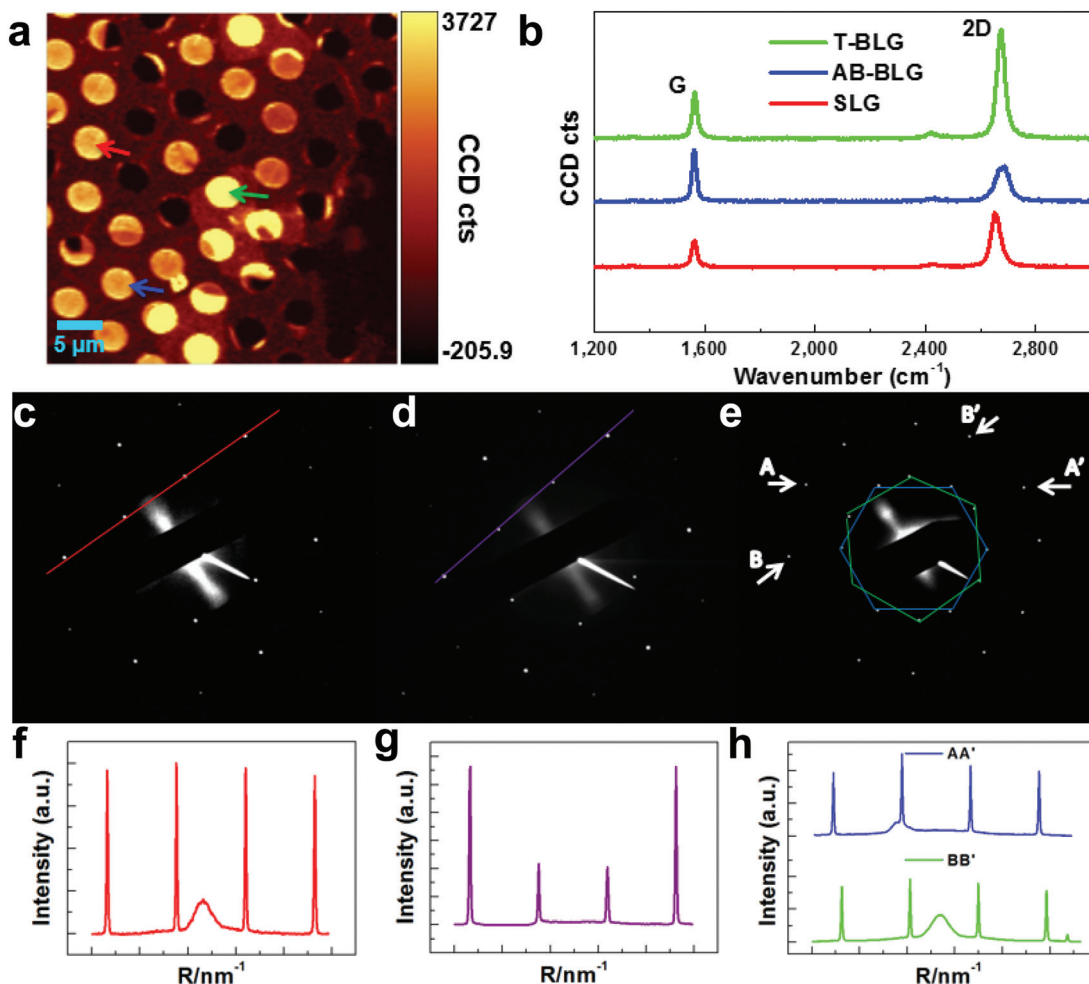 a
3727
CCD cts
-205.9
5 μm
b
T-BLG
AB-BLG
SLG
G
2D
CCD cts
1,200
1,600
2,000
2,400
2,800
Wavenumber (cm⁻¹)
c
d
e
A
A'
B
B'
f
Intensity (a.u.)
R/nm⁻¹
g
Intensity (a.u.)
R/nm⁻¹
h
AA'
BB'
Intensity (a.u.)
R/nm⁻¹